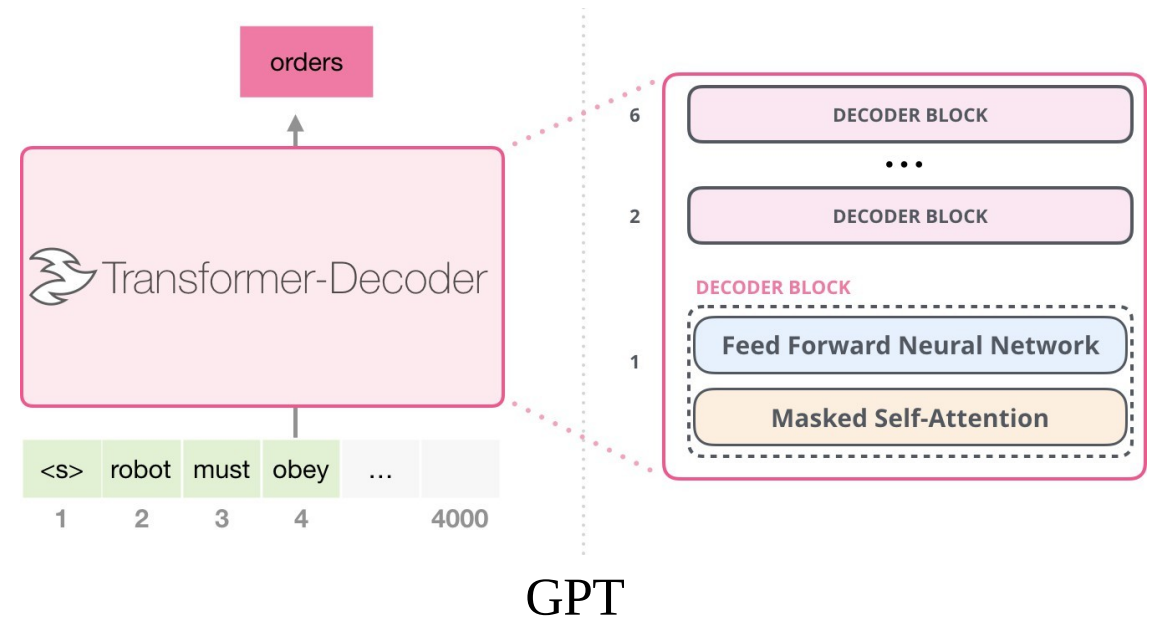 orders
Transformer-Decoder
<s> robot must obey ...
1 2 3 4 4000
6 DECODER BLOCK
...
2 DECODER BLOCK
DECODER BLOCK
Feed Forward Neural Network
1
Masked Self-Attention
GPT